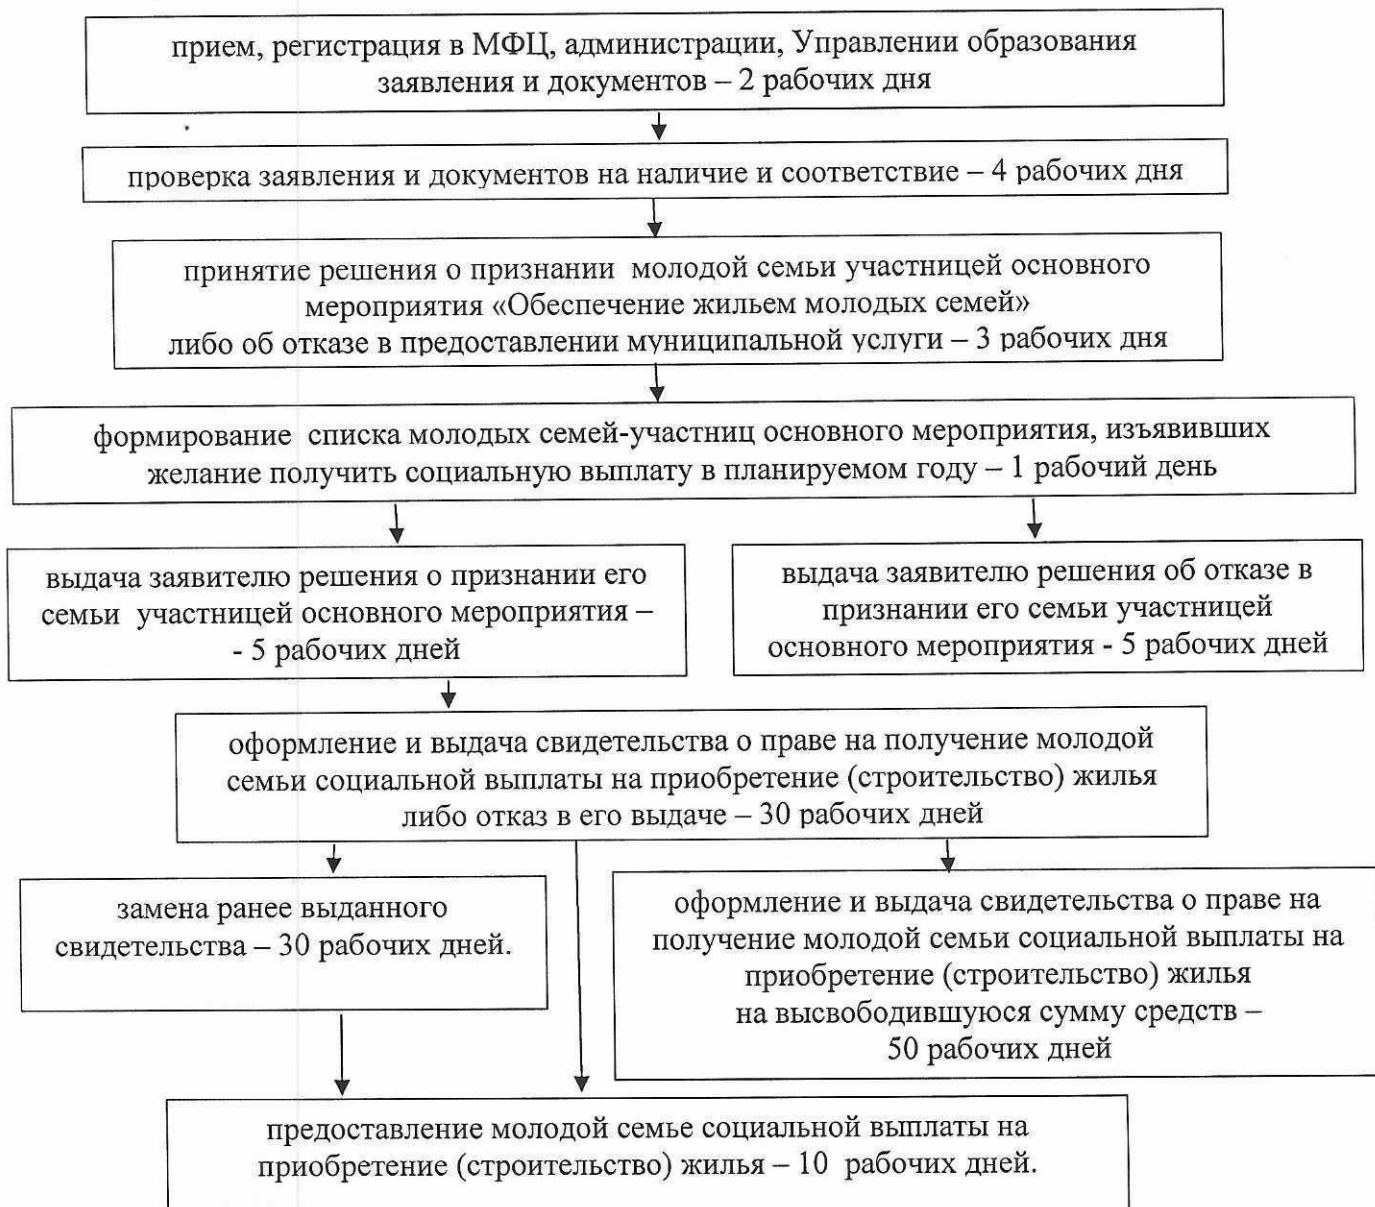 прием, регистрация в МФЦ, администрации, Управлении образования
заявления и документов – 2 рабочих дня
проверка заявления и документов на наличие и соответствие – 4 рабочих дня
принятие решения о признании молодой семьи участницей основного
мероприятия «Обеспечение жильем молодых семей»
либо об отказе в предоставлении муниципальной услуги – 3 рабочих дня
формирование списка молодых семей-участниц основного мероприятия, изъявивших
желание получить социальную выплату в планируемом году – 1 рабочий день
выдача заявителю решения о признании его
семьи участницей основного мероприятия –
- 5 рабочих дней
выдача заявителю решения об отказе в
признании его семьи участницей
основного мероприятия - 5 рабочих дней
оформление и выдача свидетельства о праве на получение молодой
семьи социальной выплаты на приобретение (строительство) жилья
либо отказ в его выдаче – 30 рабочих дней
замена ранее выданного
свидетельства – 30 рабочих дней.
оформление и выдача свидетельства о праве на
получение молодой семьи социальной выплаты на
приобретение (строительство) жилья
на высвободившуюся сумму средств –
50 рабочих дней
предоставление молодой семье социальной выплаты на
приобретение (строительство) жилья – 10 рабочих дней.